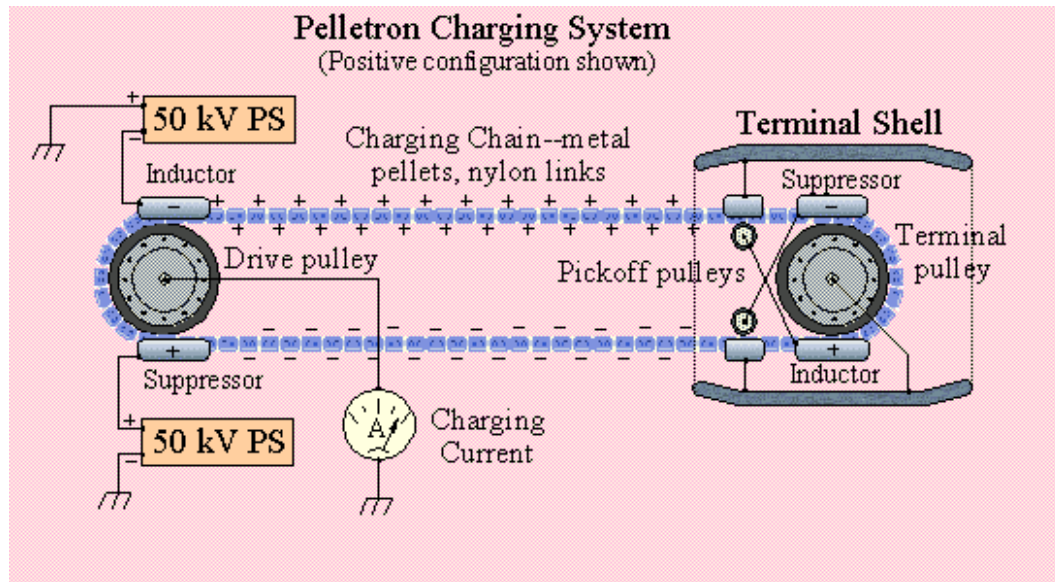 Pelletron Charging System
(Positive configuration shown)
+
50 kV PS
−
Charging Chain--metal
pellets, nylon links
Terminal Shell
Inductor
Suppressor
−
+ + + + + + + + + +
−
+ + + + + + + + + +
Drive pulley
Pickoff pulleys
Terminal
pulley
− − − − − − − − − −
+
− − − − − − − − − −
+
Suppressor
Inductor
+
50 kV PS
−
A
Charging
Current